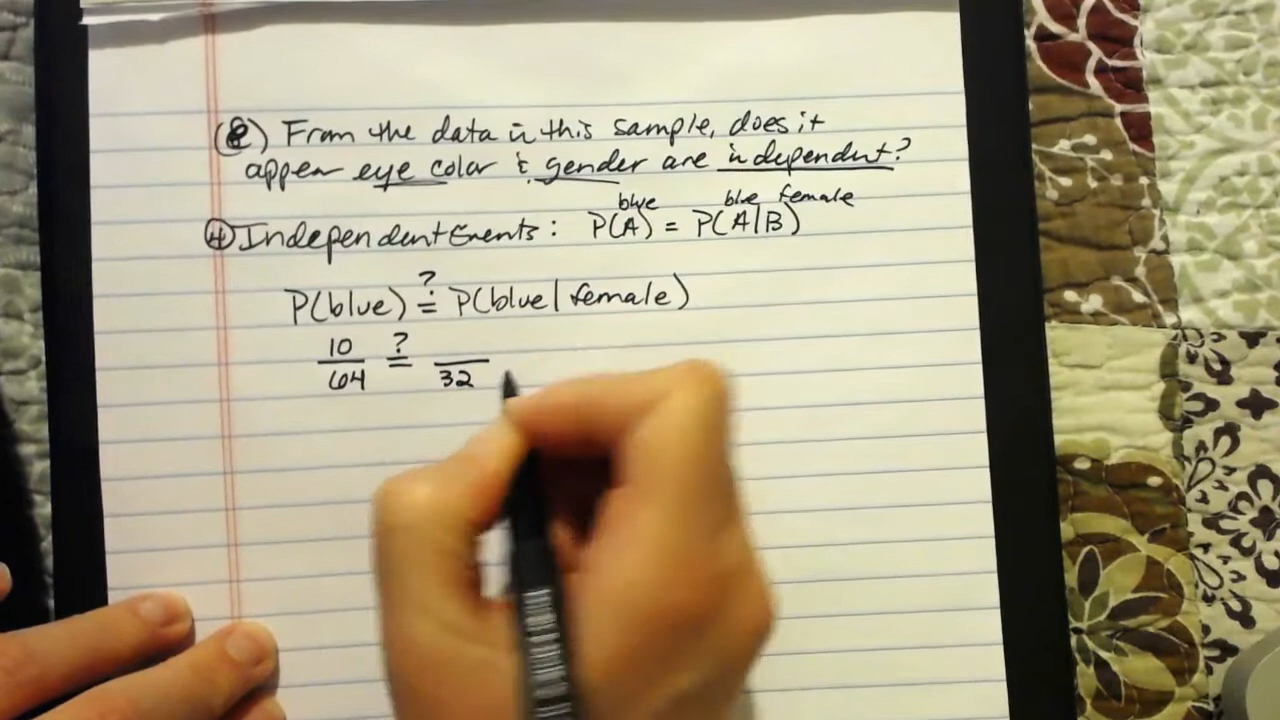 (e) From the data in this sample, does it
appear eye color & gender are independent?
blue blue female
④ Independent Events: P(A) = P(A|B)
P(blue) ≟ P(blue|female)
10/64 ≟ /32